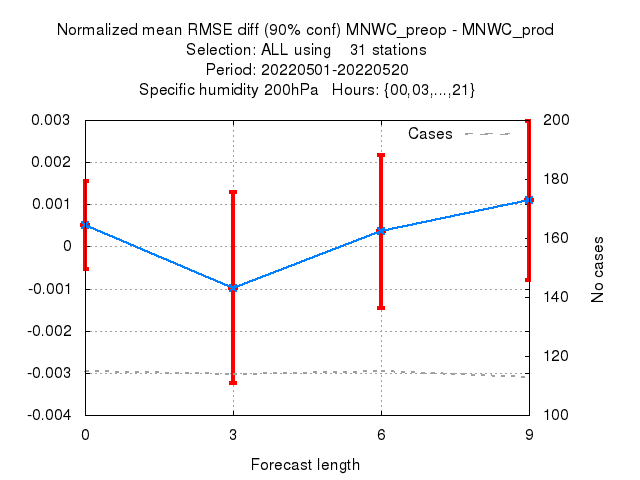 Normalized mean RMSE diff (90% conf) MNWC_preop - MNWC_prod
Selection: ALL using    31 stations
Period: 20220501-20220520
Specific humidity 200hPa   Hours: {00,03,...,21}
Cases
0.003
0.002
0.001
0
-0.001
-0.002
-0.003
-0.004
200
180
160
140
120
100
No cases
0 3 6 9
Forecast length